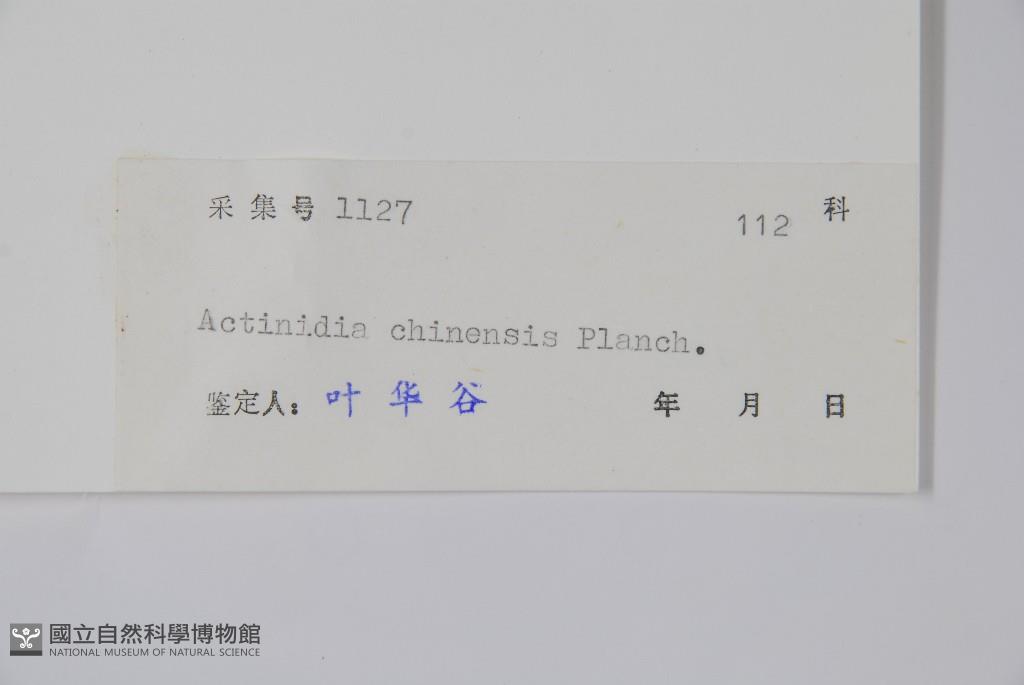 采集号 1127 112 科
Actinidia chinensis Planch.
鉴定人: 叶华谷 年 月 日
國立自然科學博物館
NATIONAL MUSEUM OF NATURAL SCIENCE